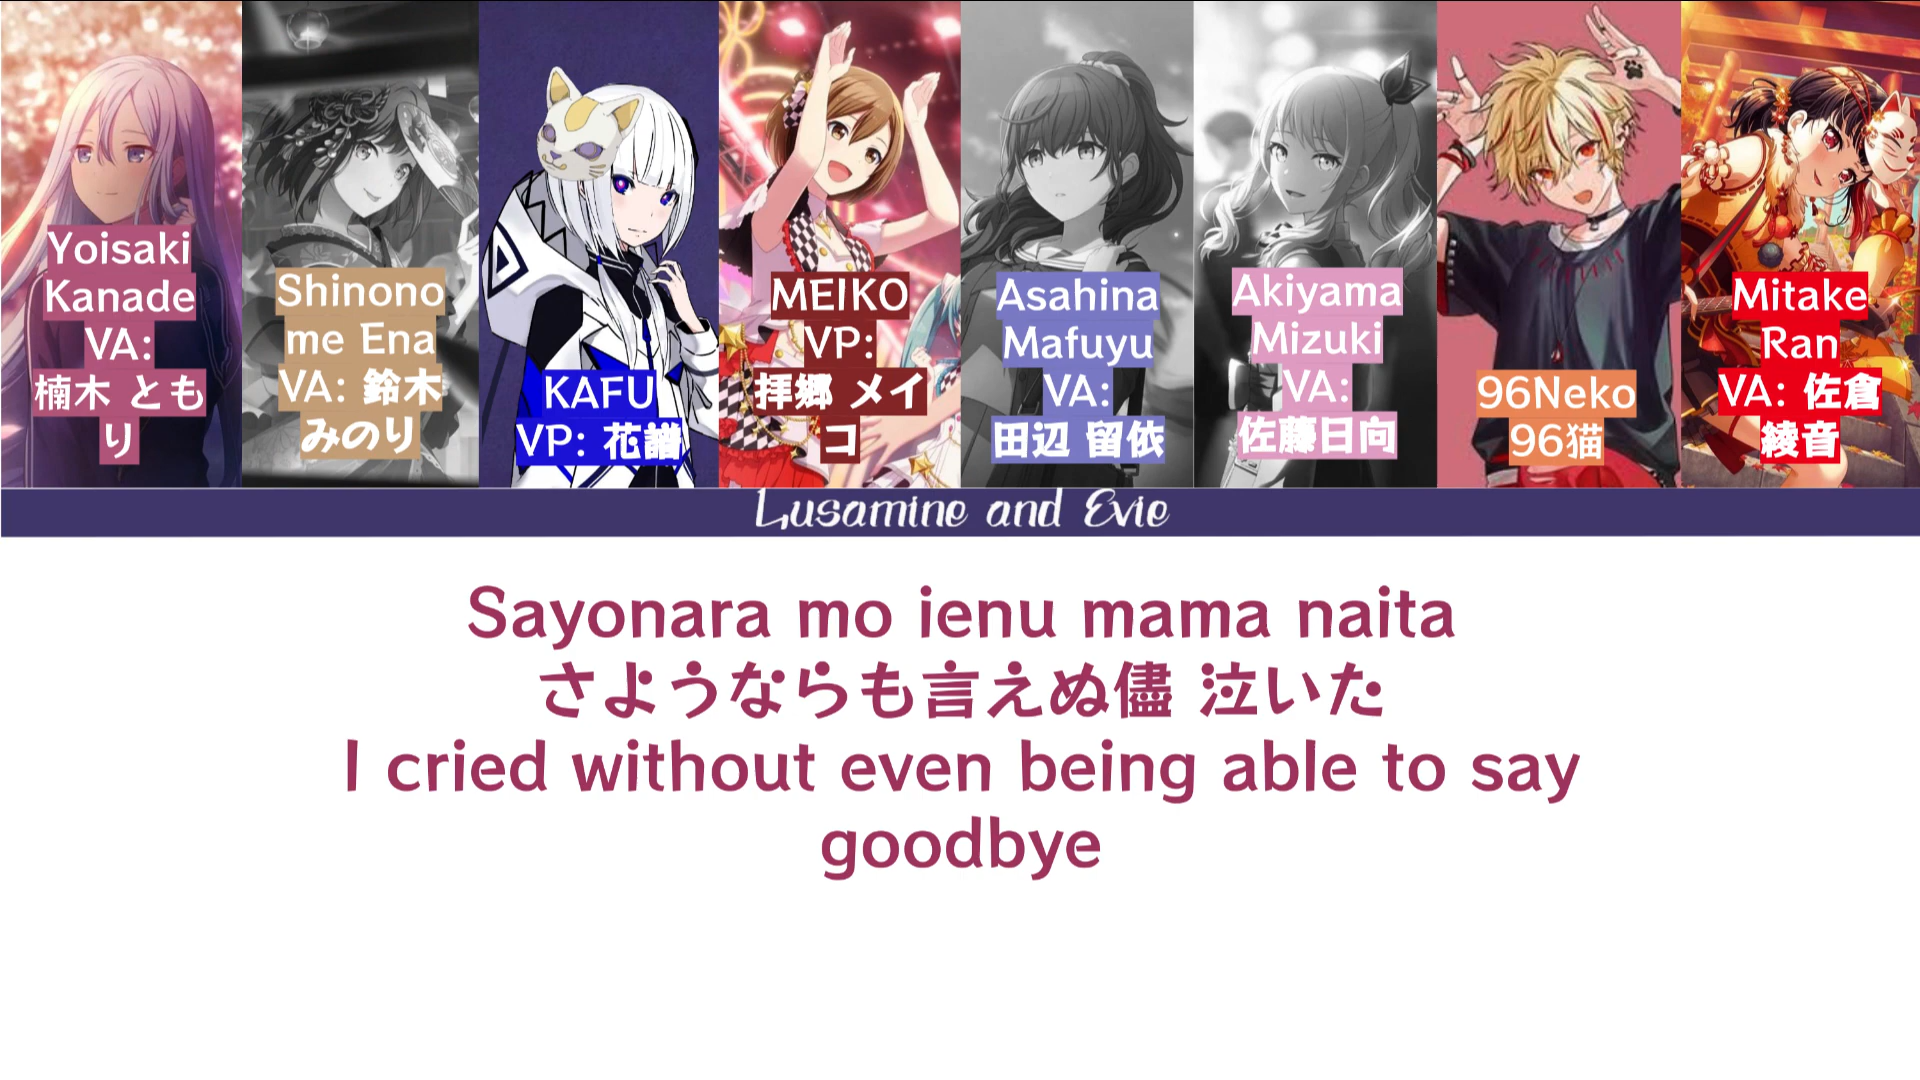 Yoisaki
Kanade
VA:
楠木 とも
り
Shinono
me Ena
VA: 鈴木
みのり
KAFU
VP: 花譜
MEIKO
VP:
拝郷 メイ
コ
Asahina
Mafuyu
VA:
田辺 留依
Akiyama
Mizuki
VA:
佐藤日向
96Neko
96猫
Mitake
Ran
VA: 佐倉
綾音
Lusamine and Evie
Sayonara mo ienu mama naita
さようならも言えぬ儘 泣いた
I cried without even being able to say
goodbye